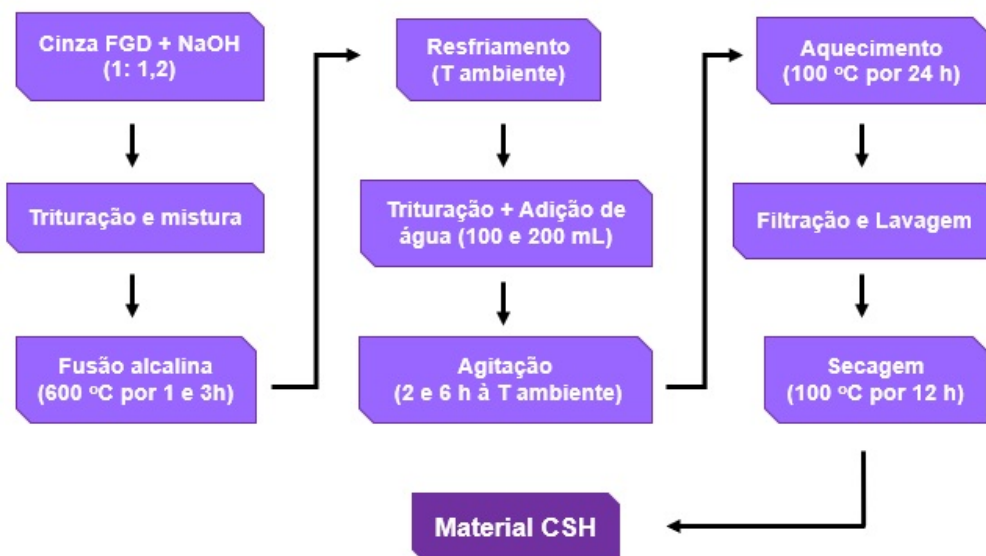 Cinza FGD + NaOH
(1: 1,2)
Trituração e mistura
Fusão alcalina
(600 ºC por 1 e 3h)
Resfriamento
(T ambiente)
Trituração + Adição de
água (100 e 200 mL)
Agitação
(2 e 6 h à T ambiente)
Aquecimento
(100 ºC por 24 h)
Filtração e Lavagem
Secagem
(100 ºC por 12 h)
Material CSH